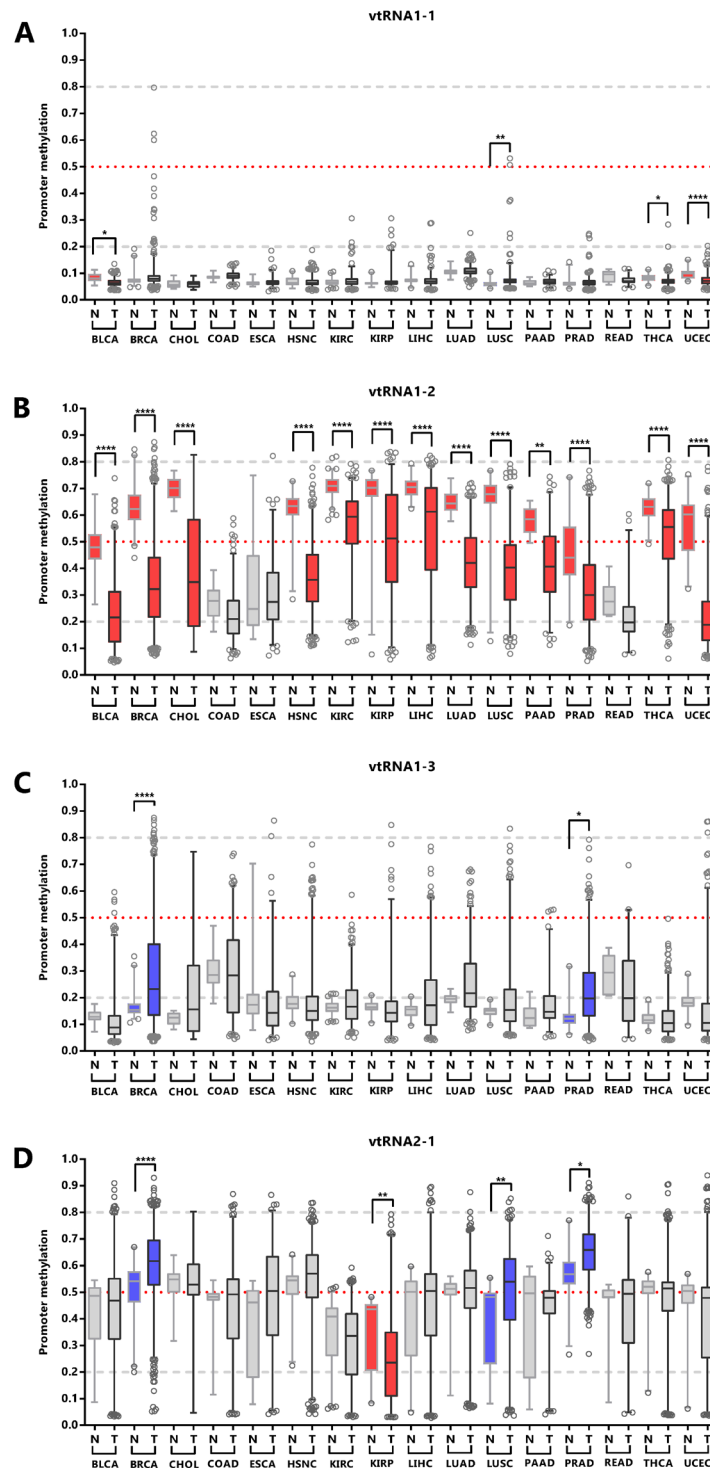 A
vtRNA1-1
Promoter methylation
1.0
0.9
0.8
0.7
0.6
0.5
0.4
0.3
0.2
0.1
0.0
* ** * ****
N T N T N T N T N T N T N T N T N T N T N T N T N T N T N T N T
BLCA BRCA CHOL COAD ESCA HSNC KIRC KIRP LIHC LUAD LUSC PAAD PRAD READ THCA UCEC
B
vtRNA1-2
Promoter methylation
1.0
0.9
0.8
0.7
0.6
0.5
0.4
0.3
0.2
0.1
0.0
**** **** **** **** **** **** **** **** **** ** **** **** ****
N T N T N T N T N T N T N T N T N T N T N T N T N T N T N T N T
BLCA BRCA CHOL COAD ESCA HSNC KIRC KIRP LIHC LUAD LUSC PAAD PRAD READ THCA UCEC
C
vtRNA1-3
Promoter methylation
1.0
0.9
0.8
0.7
0.6
0.5
0.4
0.3
0.2
0.1
0.0
**** *
N T N T N T N T N T N T N T N T N T N T N T N T N T N T N T N T
BLCA BRCA CHOL COAD ESCA HSNC KIRC KIRP LIHC LUAD LUSC PAAD PRAD READ THCA UCEC
D
vtRNA2-1
Promoter methylation
1.0
0.9
0.8
0.7
0.6
0.5
0.4
0.3
0.2
0.1
0.0
**** ** ** *
N T N T N T N T N T N T N T N T N T N T N T N T N T N T N T N T
BLCA BRCA CHOL COAD ESCA HSNC KIRC KIRP LIHC LUAD LUSC PAAD PRAD READ THCA UCEC